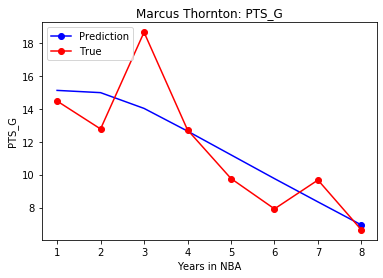 Marcus Thornton: PTS_G
Prediction
True
PTS_G
18
16
14
12
10
8
1 2 3 4 5 6 7 8
Years in NBA